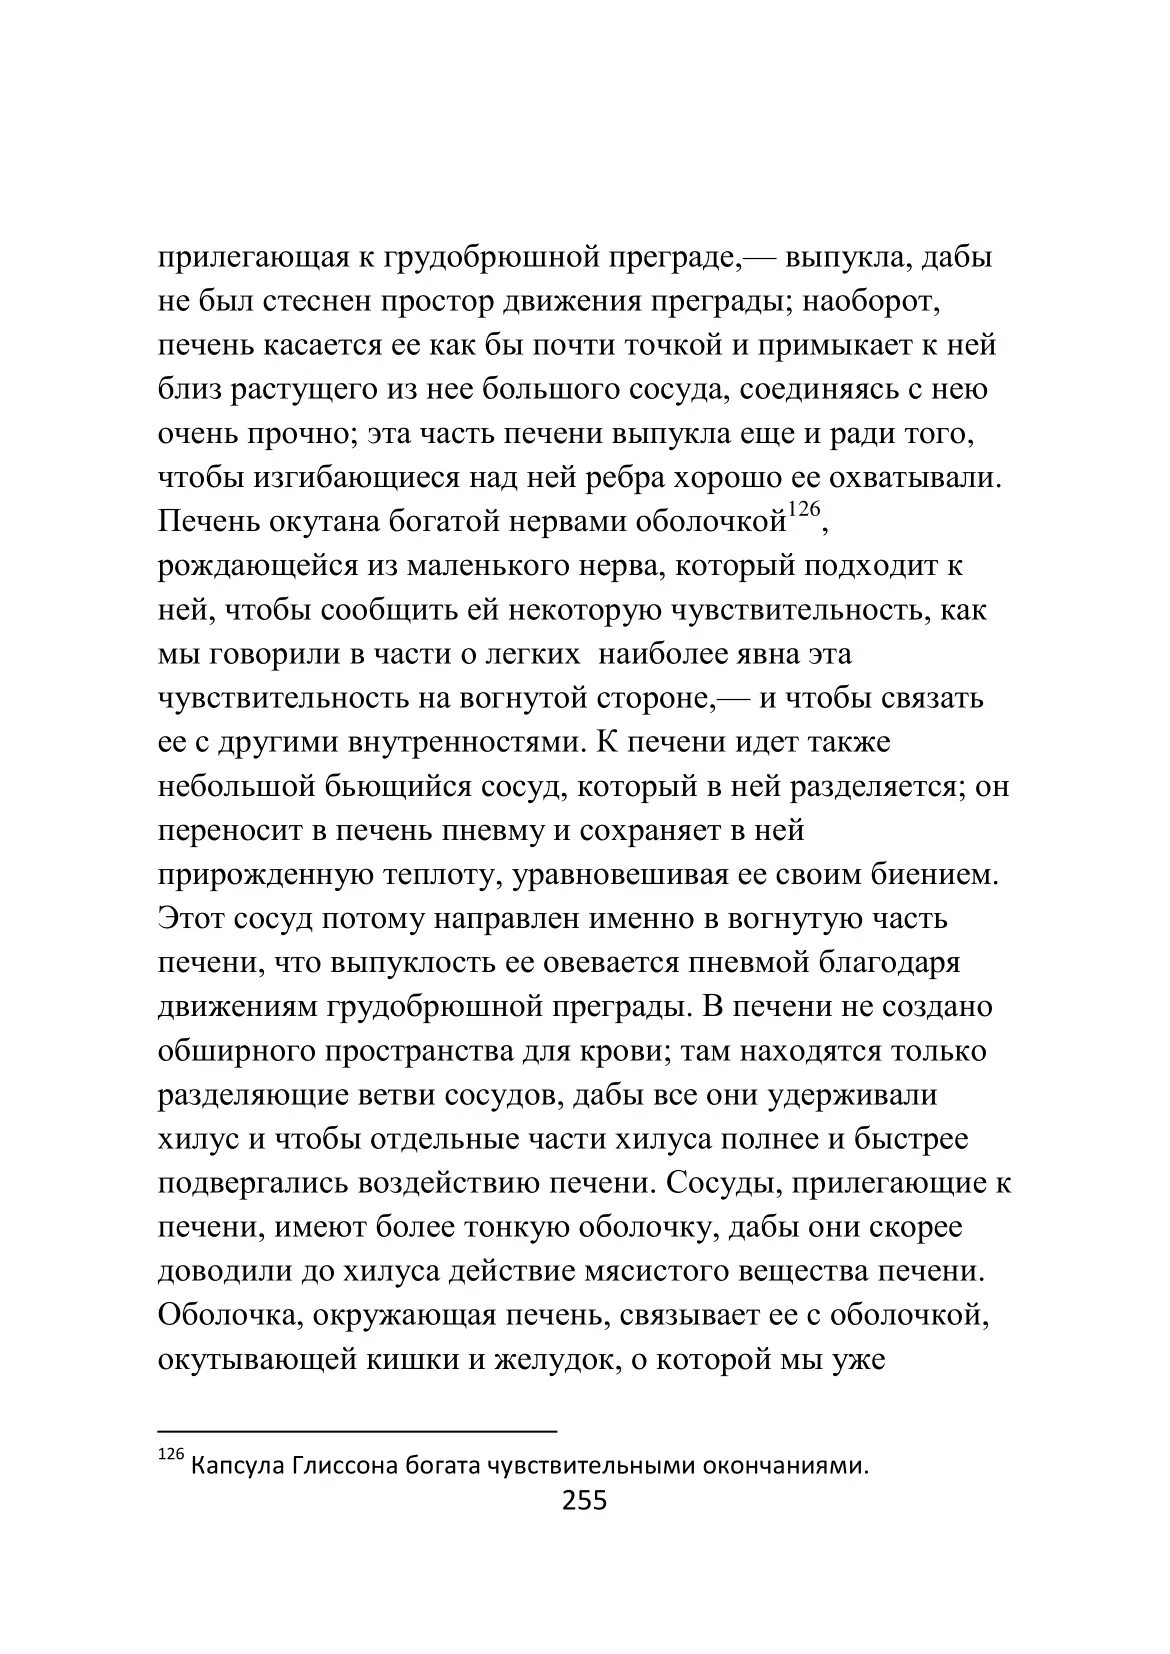 прилегающая к грудобрюшной преграде,— выпукла, дабы
не был стеснен простор движения преграды; наоборот,
печень касается ее как бы почти точкой и примыкает к ней
близ растущего из нее большого сосуда, соединяясь с нею
очень прочно; эта часть печени выпукла еще и ради того,
чтобы изгибающиеся над ней ребра хорошо ее охватывали.
Печень окутана богатой нервами оболочкой126,
рождающейся из маленького нерва, который подходит к
ней, чтобы сообщить ей некоторую чувствительность, как
мы говорили в части о легких  наиболее явна эта
чувствительность на вогнутой стороне,— и чтобы связать
ее с другими внутренностями. К печени идет также
небольшой бьющийся сосуд, который в ней разделяется; он
переносит в печень пневму и сохраняет в ней
прирожденную теплоту, уравновешивая ее своим биением.
Этот сосуд потому направлен именно в вогнутую часть
печени, что выпуклость ее овевается пневмой благодаря
движениям грудобрюшной преграды. В печени не создано
обширного пространства для крови; там находятся только
разделяющие ветви сосудов, дабы все они удерживали
хилус и чтобы отдельные части хилуса полнее и быстрее
подвергались воздействию печени. Сосуды, прилегающие к
печени, имеют более тонкую оболочку, дабы они скорее
доводили до хилуса действие мясистого вещества печени.
Оболочка, окружающая печень, связывает ее с оболочкой,
окутывающей кишки и желудок, о которой мы уже
126 Капсула Глиссона богата чувствительными окончаниями.
255